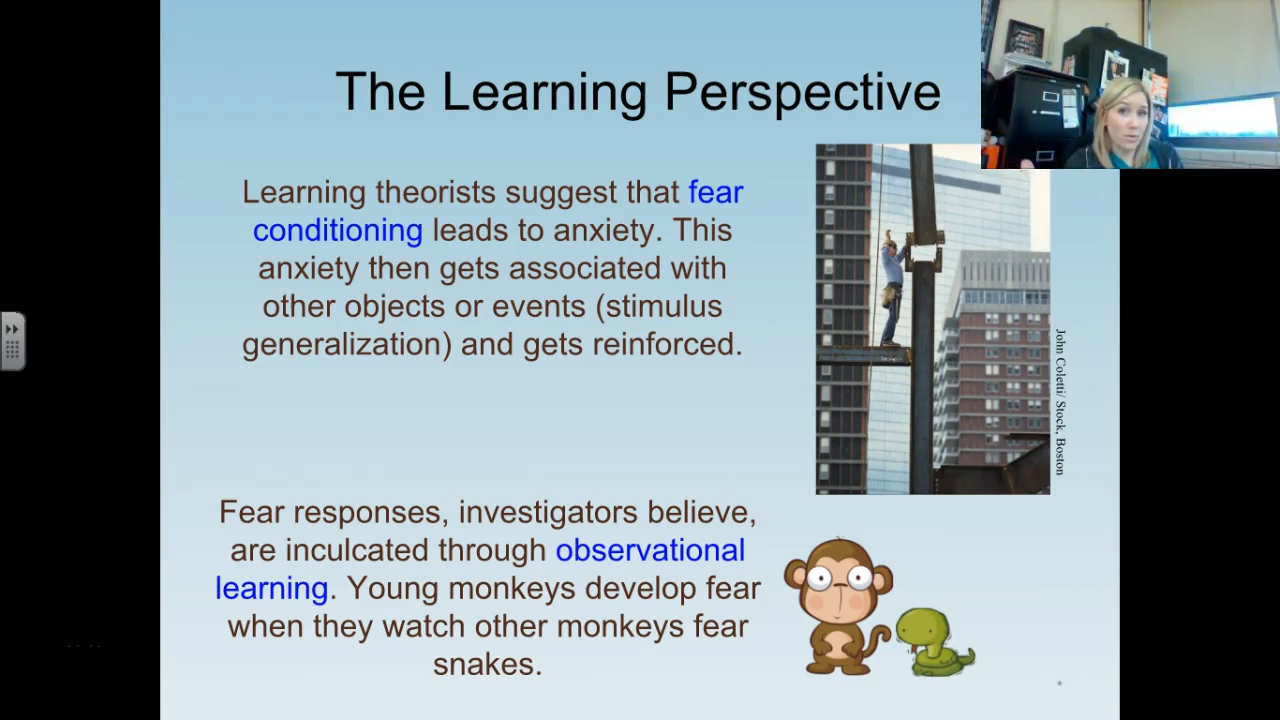 The Learning Perspective
Learning theorists suggest that fear
conditioning leads to anxiety. This
anxiety then gets associated with
other objects or events (stimulus
generalization) and gets reinforced.
John Coletti/ Stock, Boston
Fear responses, investigators believe,
are inculcated through observational
learning. Young monkeys develop fear
when they watch other monkeys fear
snakes.
*